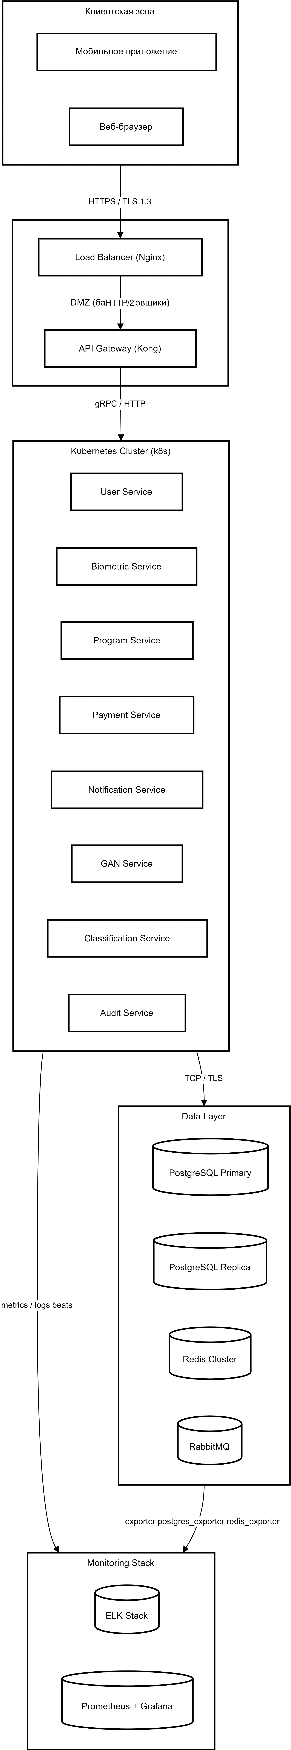 Клиентская зона
Мобильное приложение
Веб-браузер
HTTPS / TLS 1.3
Load Balancer (Nginx)
DMZ (баHTTP/2ровщики)
API Gateway (Kong)
gRPC / HTTP
Kubernetes Cluster (k8s)
User Service
Biometric Service
Program Service
Payment Service
Notification Service
GAN Service
Classification Service
Audit Service
TCP / TLS
Data Layer
PostgreSQL Primary
PostgreSQL Replica
Redis Cluster
RabbitMQ
metrics / logs beats
exporter postgres_exporter redis_exporter
Monitoring Stack
ELK Stack
Prometheus + Grafana